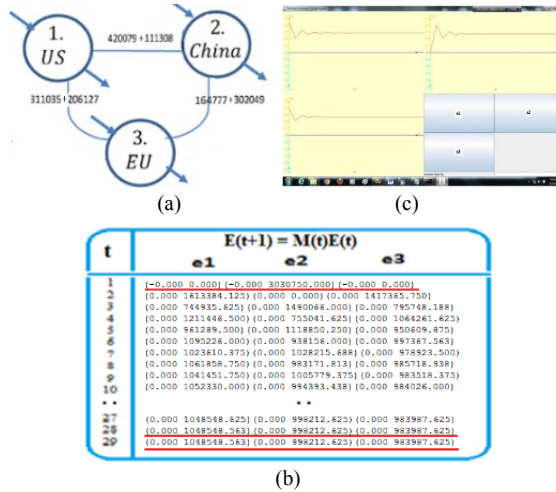 1.
US
420079+111308
2.
China
311035+206127
164777+302049
3.
EU
(a)
e1
e2
e3
(c)
t
E(t+1) = M(t)E(t)
e1 e2 e3
1 (-0.000 0.000)(-0.000 3030750.000)(-0.000 0.000)
2 (0.000 1613384.125)(0.000 0.000)(0.000 1417365.750)
3 (0.000 744935.625)(0.000 1490066.000)(0.000 795748.188)
4 (0.000 1211446.500)(0.000 755041.625)(0.000 1064261.625)
5 (0.000 961289.500)(0.000 1118850.250)(0.000 950609.875)
6 (0.000 1095226.000)(0.000 938156.000)(0.000 997367.563)
7 (0.000 1023610.375)(0.000 1028215.688)(0.000 978923.500)
8 (0.000 1061858.750)(0.000 983171.813)(0.000 985718.938)
9 (0.000 1041451.750)(0.000 1005779.375)(0.000 983518.375)
10 (0.000 1052330.000)(0.000 994393.438)(0.000 984026.000)
.. ..
27 (0.000 1048548.625)(0.000 998212.625)(0.000 983987.625)
28 (0.000 1048548.563)(0.000 998212.625)(0.000 983987.625)
29 (0.000 1048548.563)(0.000 998212.625)(0.000 983987.625)
(b)